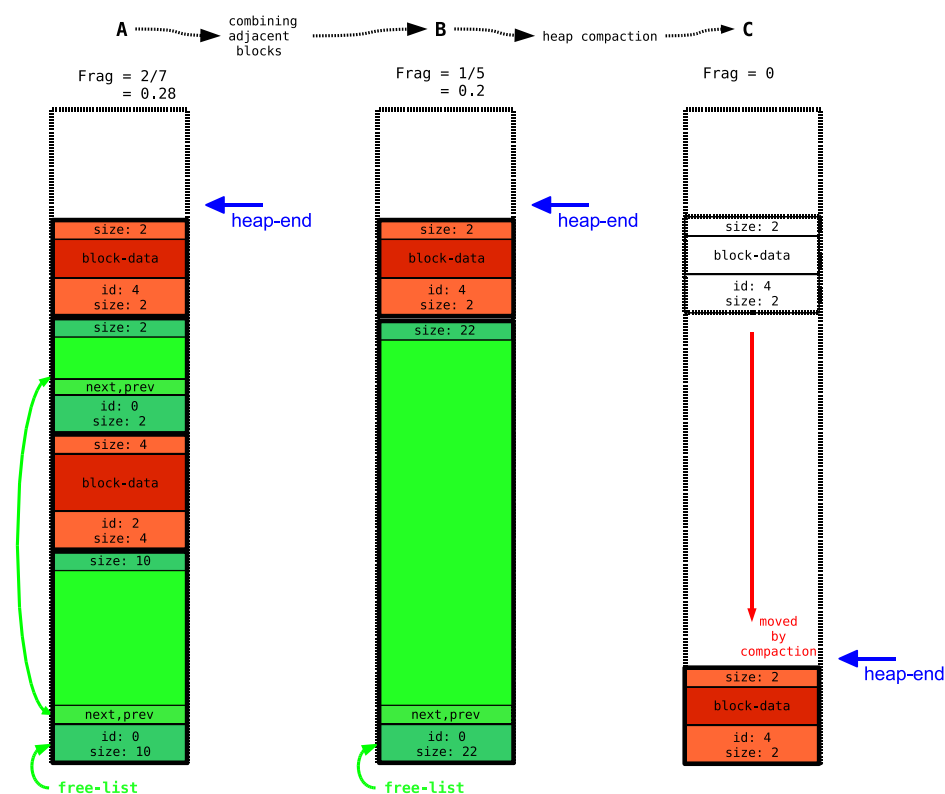 A
combining
adjacent
blocks
B
heap compaction
C
Frag = 2/7
= 0.28
Frag = 1/5
= 0.2
Frag = 0
heap-end
size: 2
block-data
id: 4
size: 2
size: 2
next,prev
id: 0
size: 2
size: 4
block-data
id: 2
size: 4
size: 10
next,prev
id: 0
size: 10
free-list
heap-end
size: 2
block-data
id: 4
size: 2
size: 22
next,prev
id: 0
size: 22
free-list
size: 2
block-data
id: 4
size: 2
moved
by
compaction
heap-end
size: 2
block-data
id: 4
size: 2